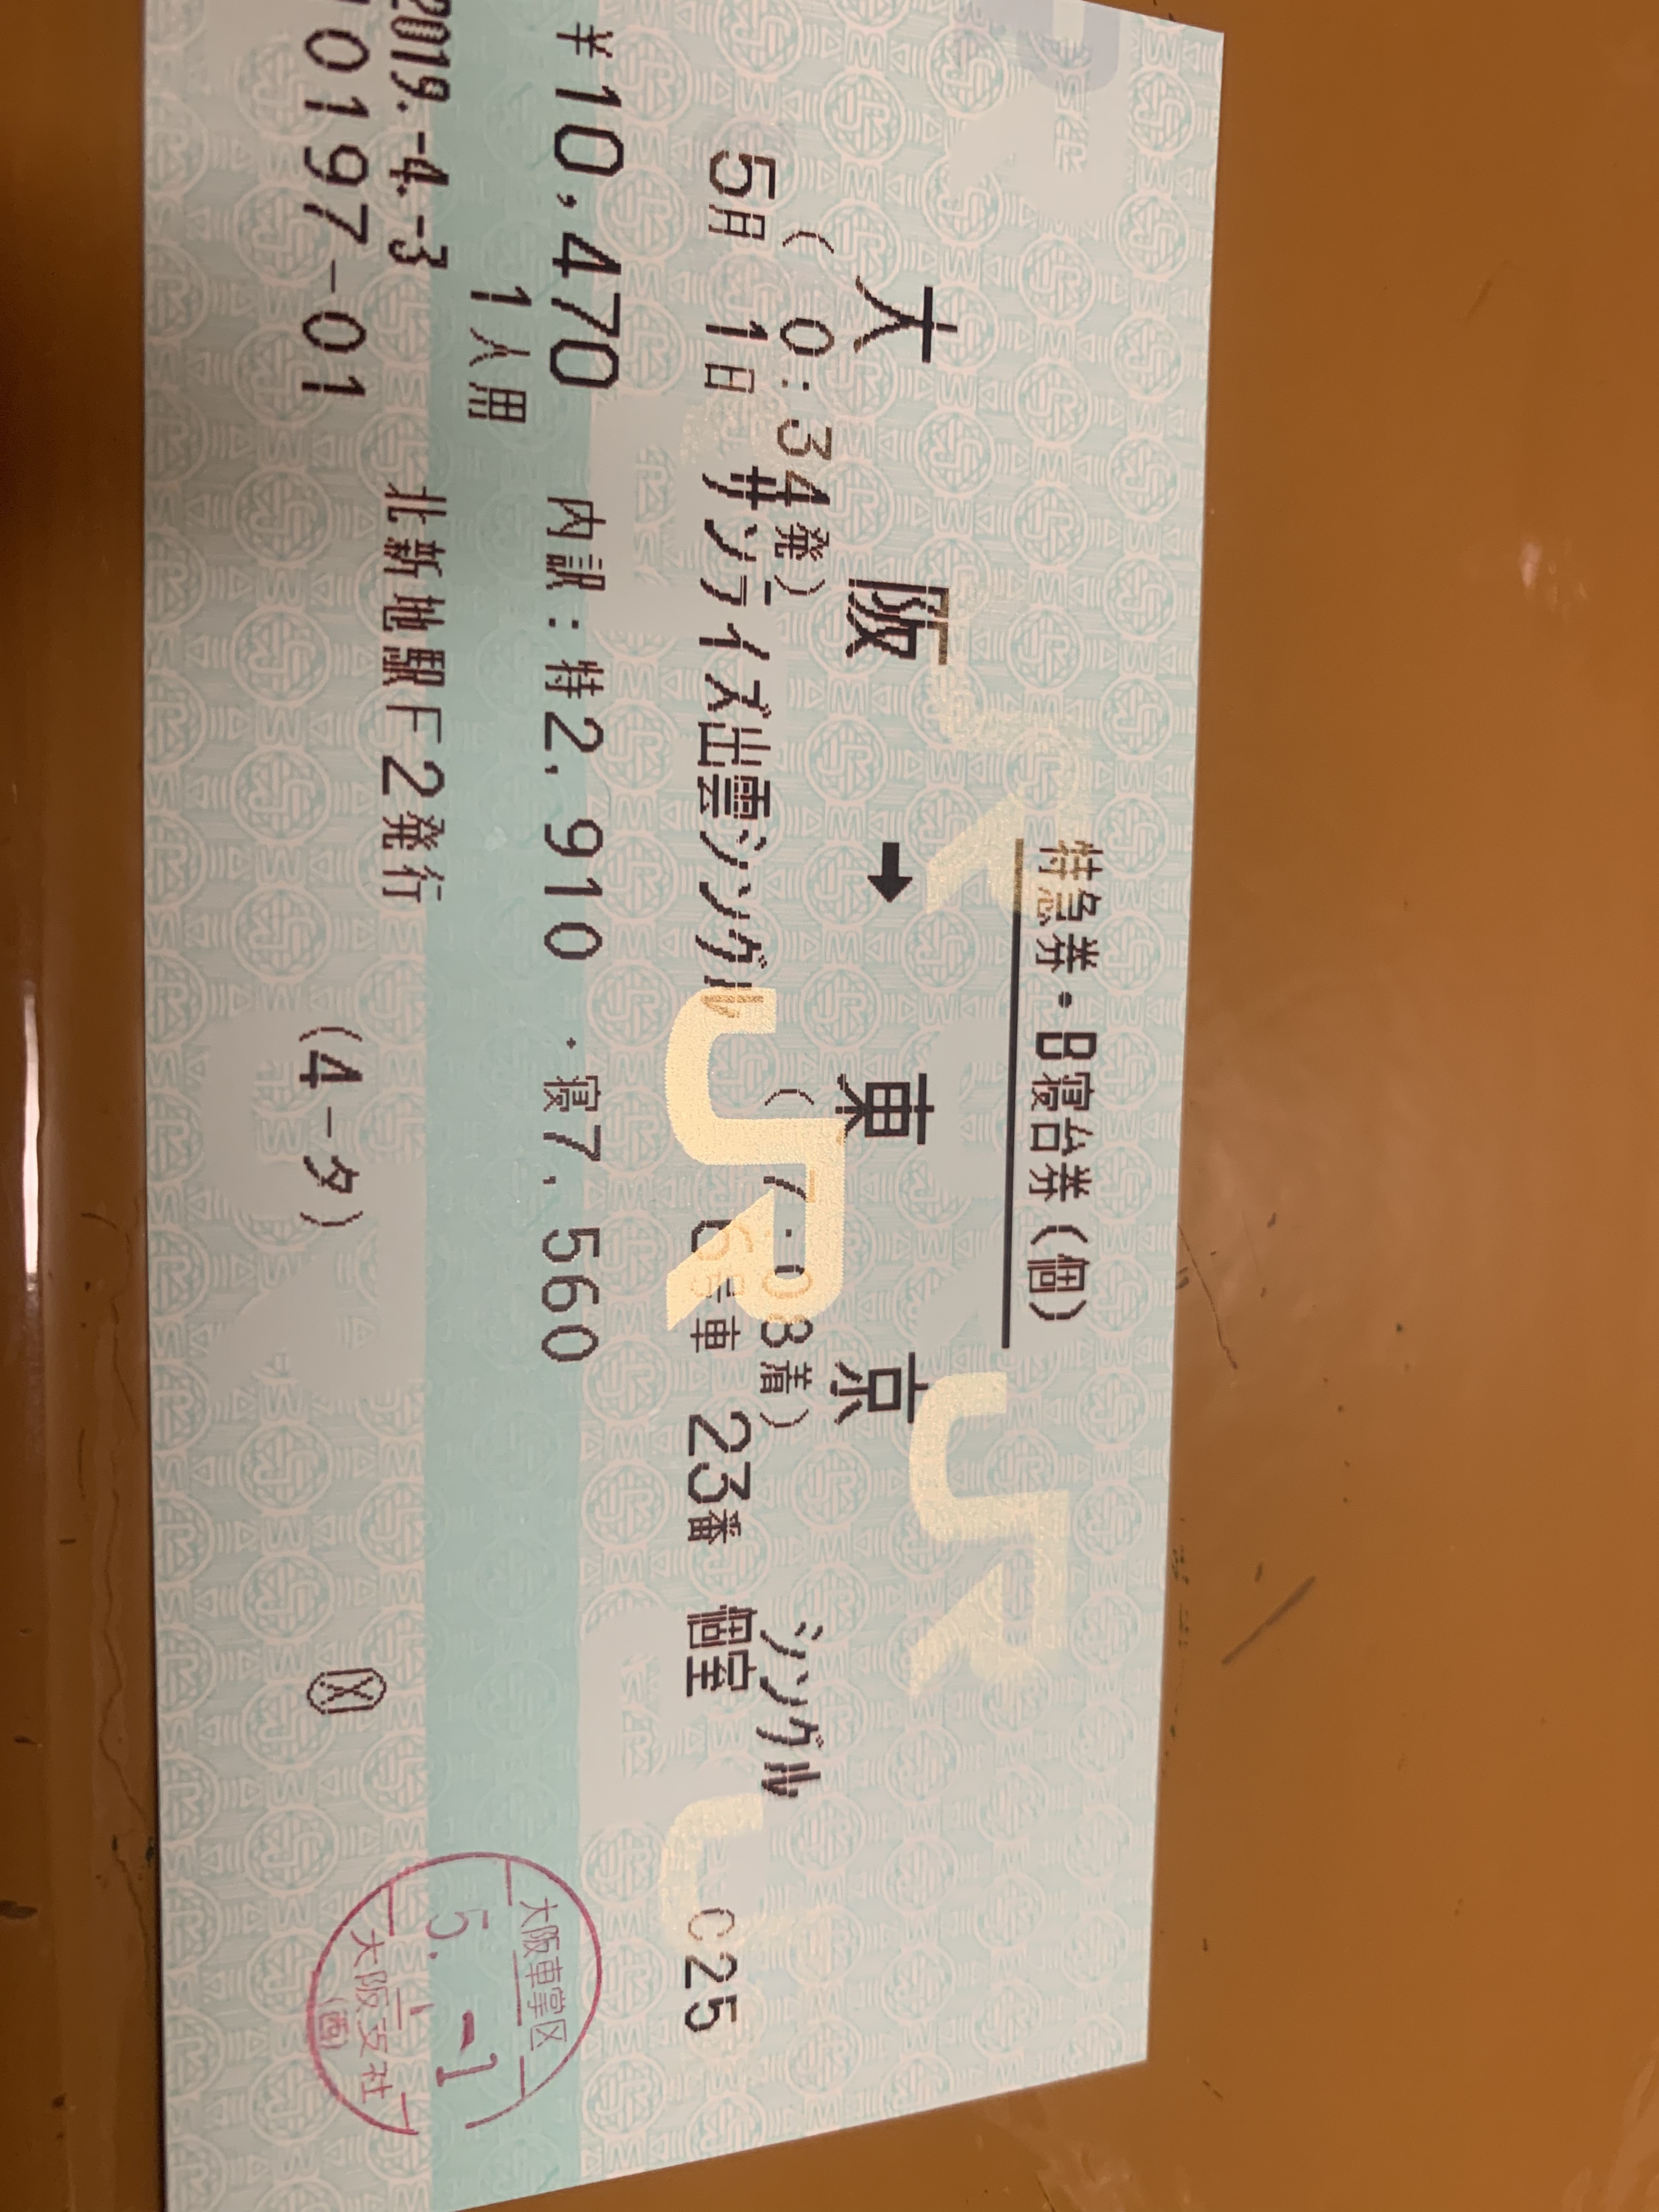 特急券・B寝台券(個)
大阪 ➡ 東京
(0:34発) (7:08着) シングル
5月1日 サンライズ出雲シングル 6号車 23番 個室 C25
¥10,470 内訳:特2,910・寝7,560
1人用
2019.-4.-3 北新地駅F2発行
0197-01 (4-タ)
大阪車掌区
5.-1
大阪支社
(西)
JR
JR